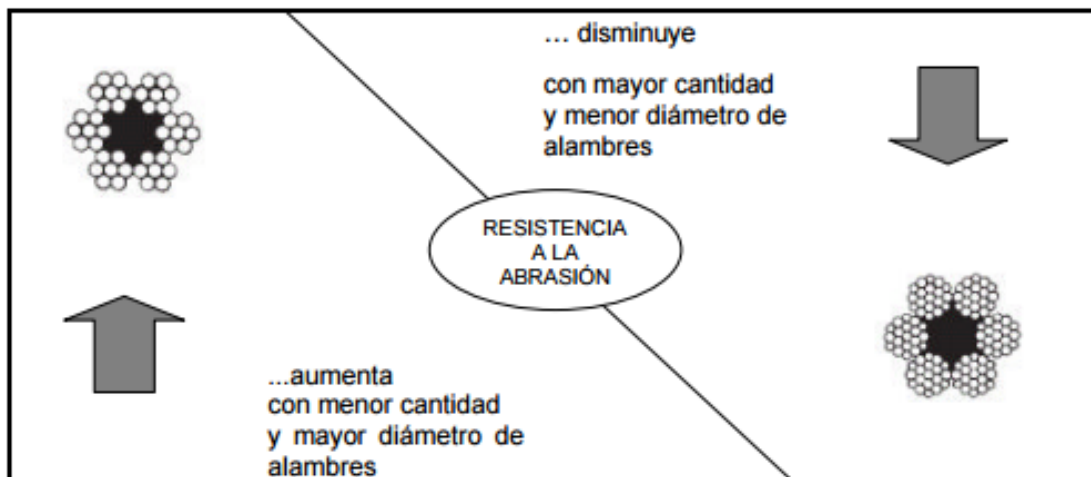 … disminuye
con mayor cantidad
y menor diámetro de
alambres
RESISTENCIA
A LA
ABRASIÓN
...aumenta
con menor cantidad
y mayor diámetro de
alambres